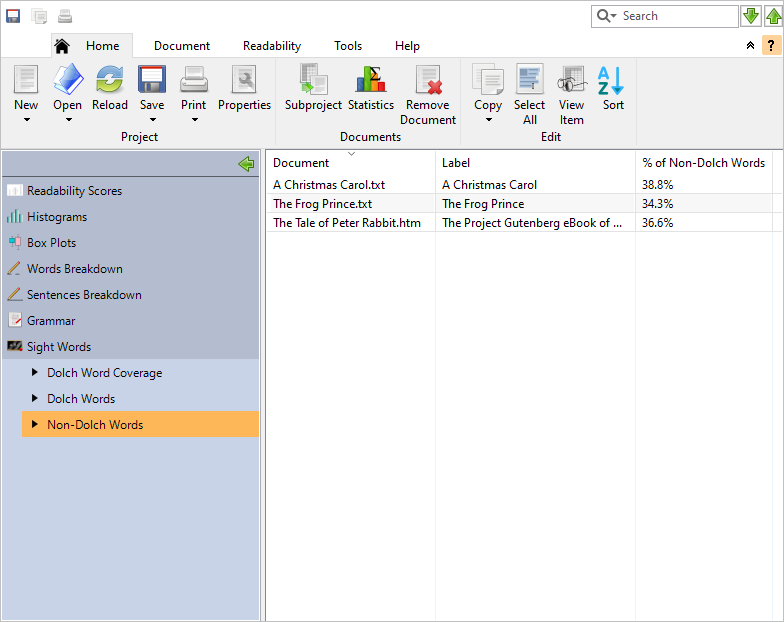 Search
Home Document Readability Tools Help
?
New Open Reload Save Print Properties Subproject Statistics Remove Document Copy Select All View Item Sort
Project Documents Edit
Readability Scores
Histograms
Box Plots
Words Breakdown
Sentences Breakdown
Grammar
Sight Words
Dolch Word Coverage
Dolch Words
Non-Dolch Words
Document Label % of Non-Dolch Words
A Christmas Carol.txt A Christmas Carol 38.8%
The Frog Prince.txt The Frog Prince 34.3%
The Tale of Peter Rabbit.htm The Project Gutenberg eBook of ... 36.6%